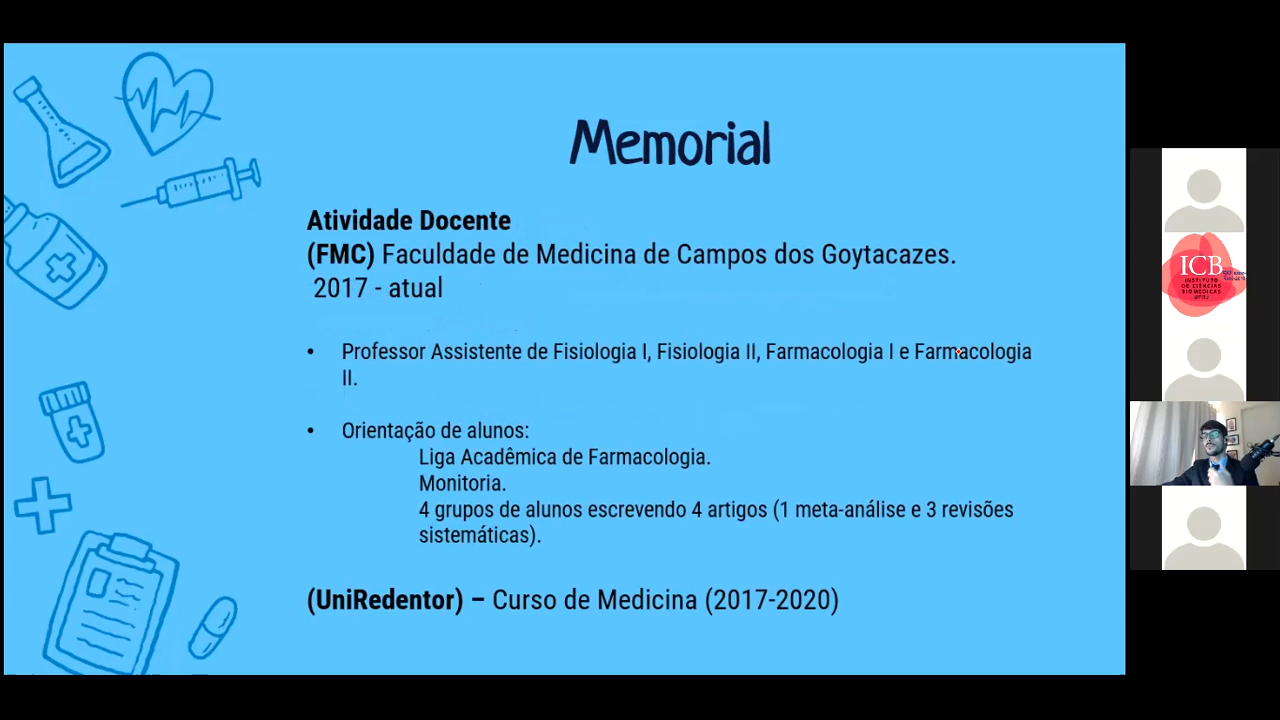 Memorial
Atividade Docente
(FMC) Faculdade de Medicina de Campos dos Goytacazes.
2017 - atual
• Professor Assistente de Fisiologia I, Fisiologia II, Farmacologia I e Farmacologia
II.
• Orientação de alunos:
Liga Acadêmica de Farmacologia.
Monitoria.
4 grupos de alunos escrevendo 4 artigos (1 meta-análise e 3 revisões
sistemáticas).
(UniRedentor) – Curso de Medicina (2017-2020)
ICB
INSTITUTO
DE CIÊNCIAS
BIOMÉDICAS
UFRJ